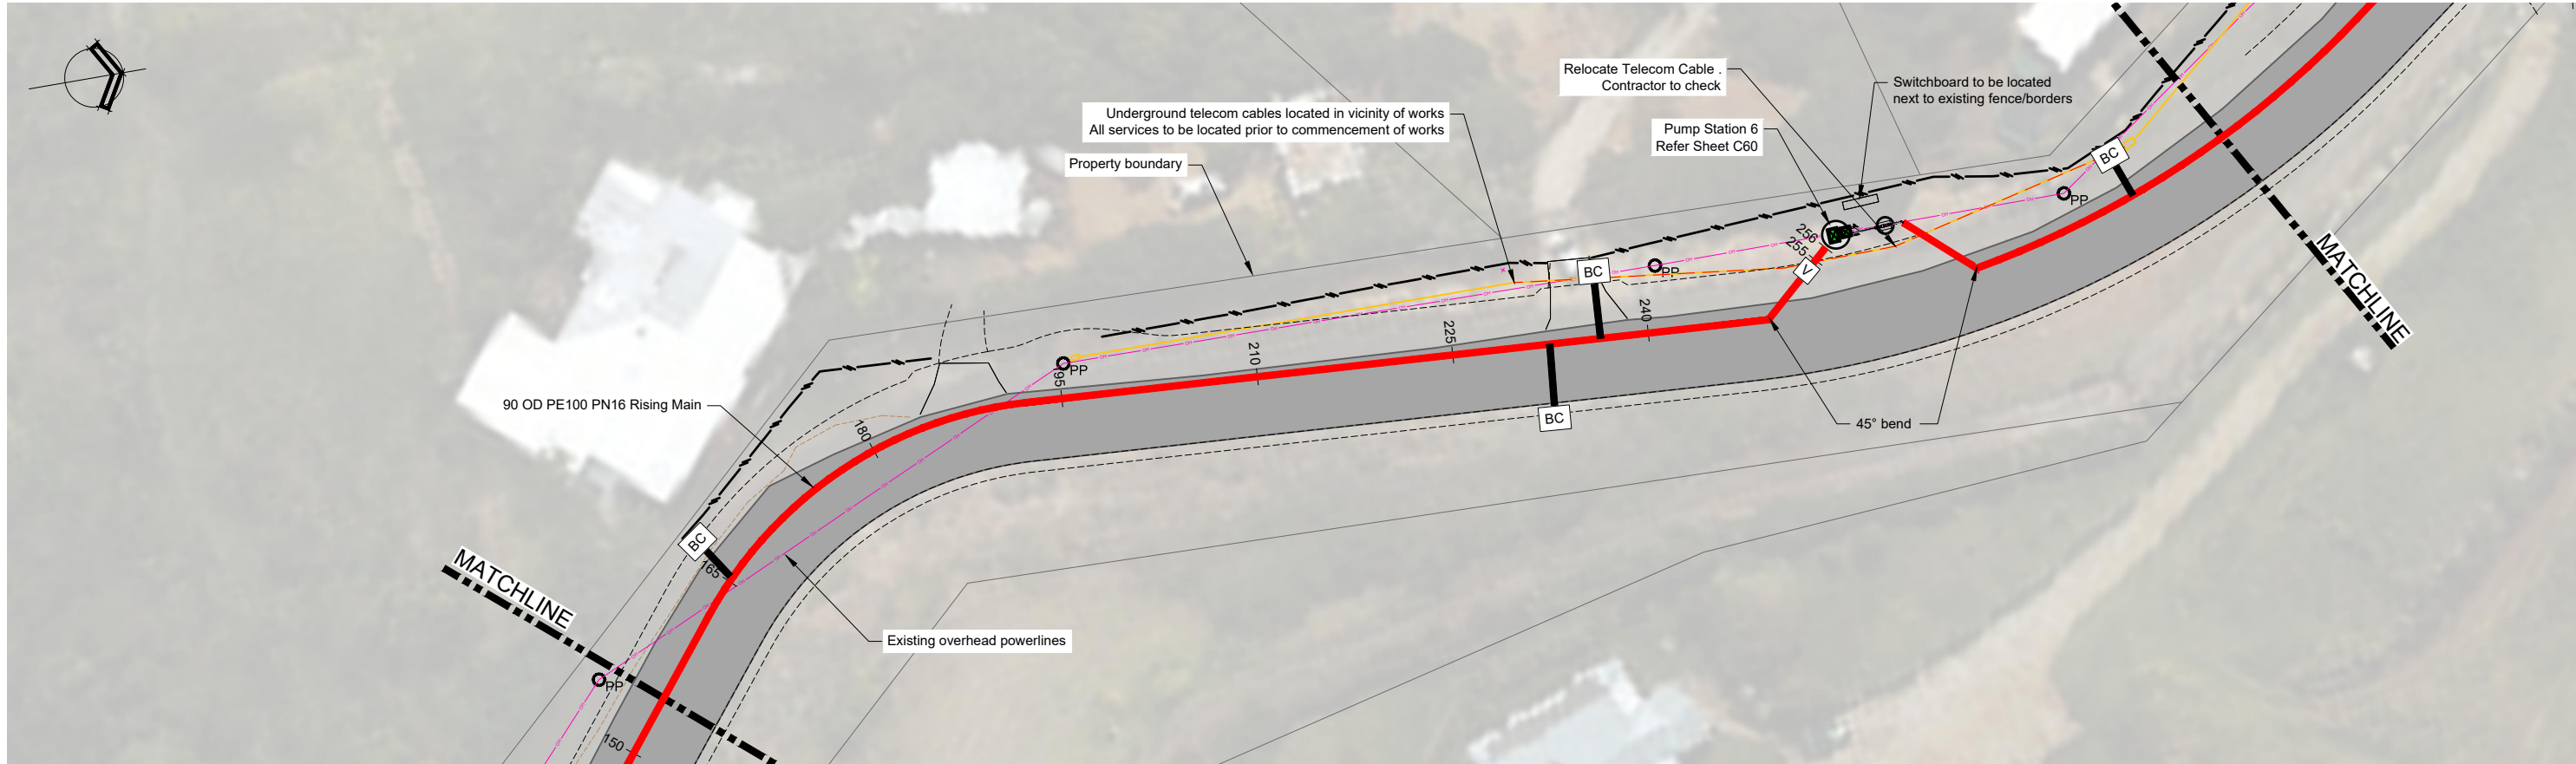 Relocate Telecom Cable .
Contractor to check
Switchboard to be located
next to existing fence/borders
Underground telecom cables located in vicinity of works
All services to be located prior to commencement of works
Pump Station 6
Refer Sheet C60
Property boundary
BC
PP
256
255
V
PP
BC
MATCHLINE
240
225
210
195
PP
BC
45° bend
90 OD PE100 PN16 Rising Main
180
BC
165
MATCHLINE
Existing overhead powerlines
PP
150